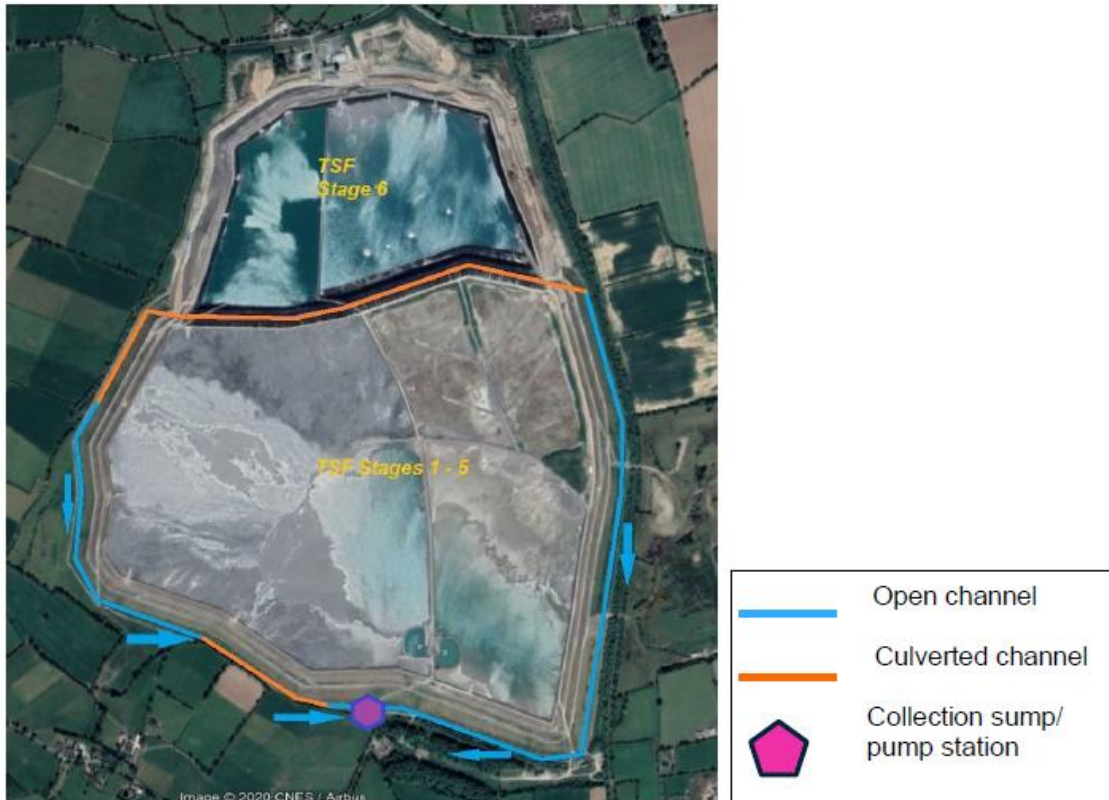 TSF
Stage 6
TSF Stages 1 - 5
Image © 2020 CNES / Airbus
Open channel
Culverted channel
Collection sump/
pump station